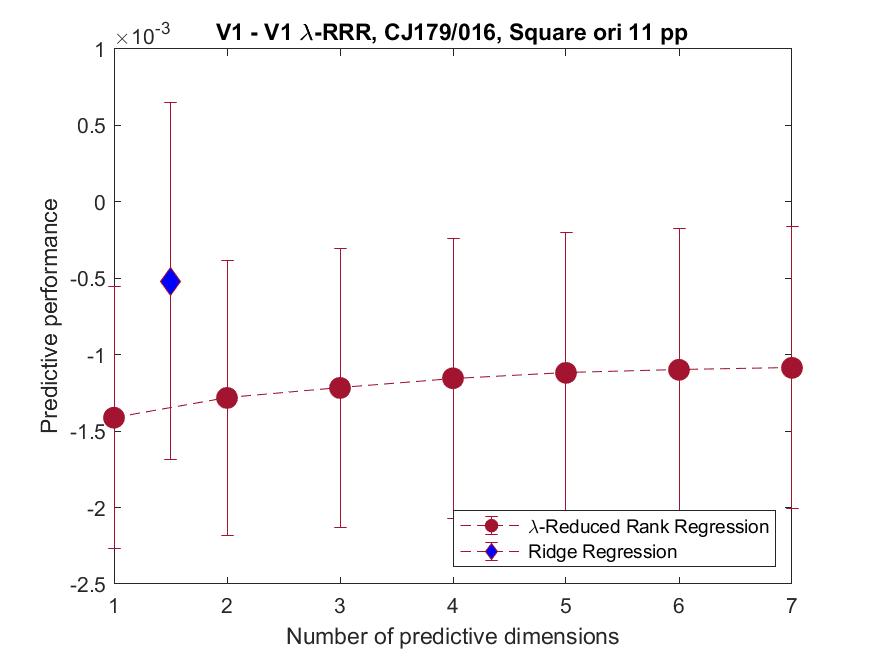 V1 - V1 λ-RRR, CJ179/016, Square ori 11 pp
×10-3
1
0.5
0
-0.5
-1
-1.5
-2
-2.5
Predictive performance
1 2 3 4 5 6 7
Number of predictive dimensions
λ-Reduced Rank Regression
Ridge Regression